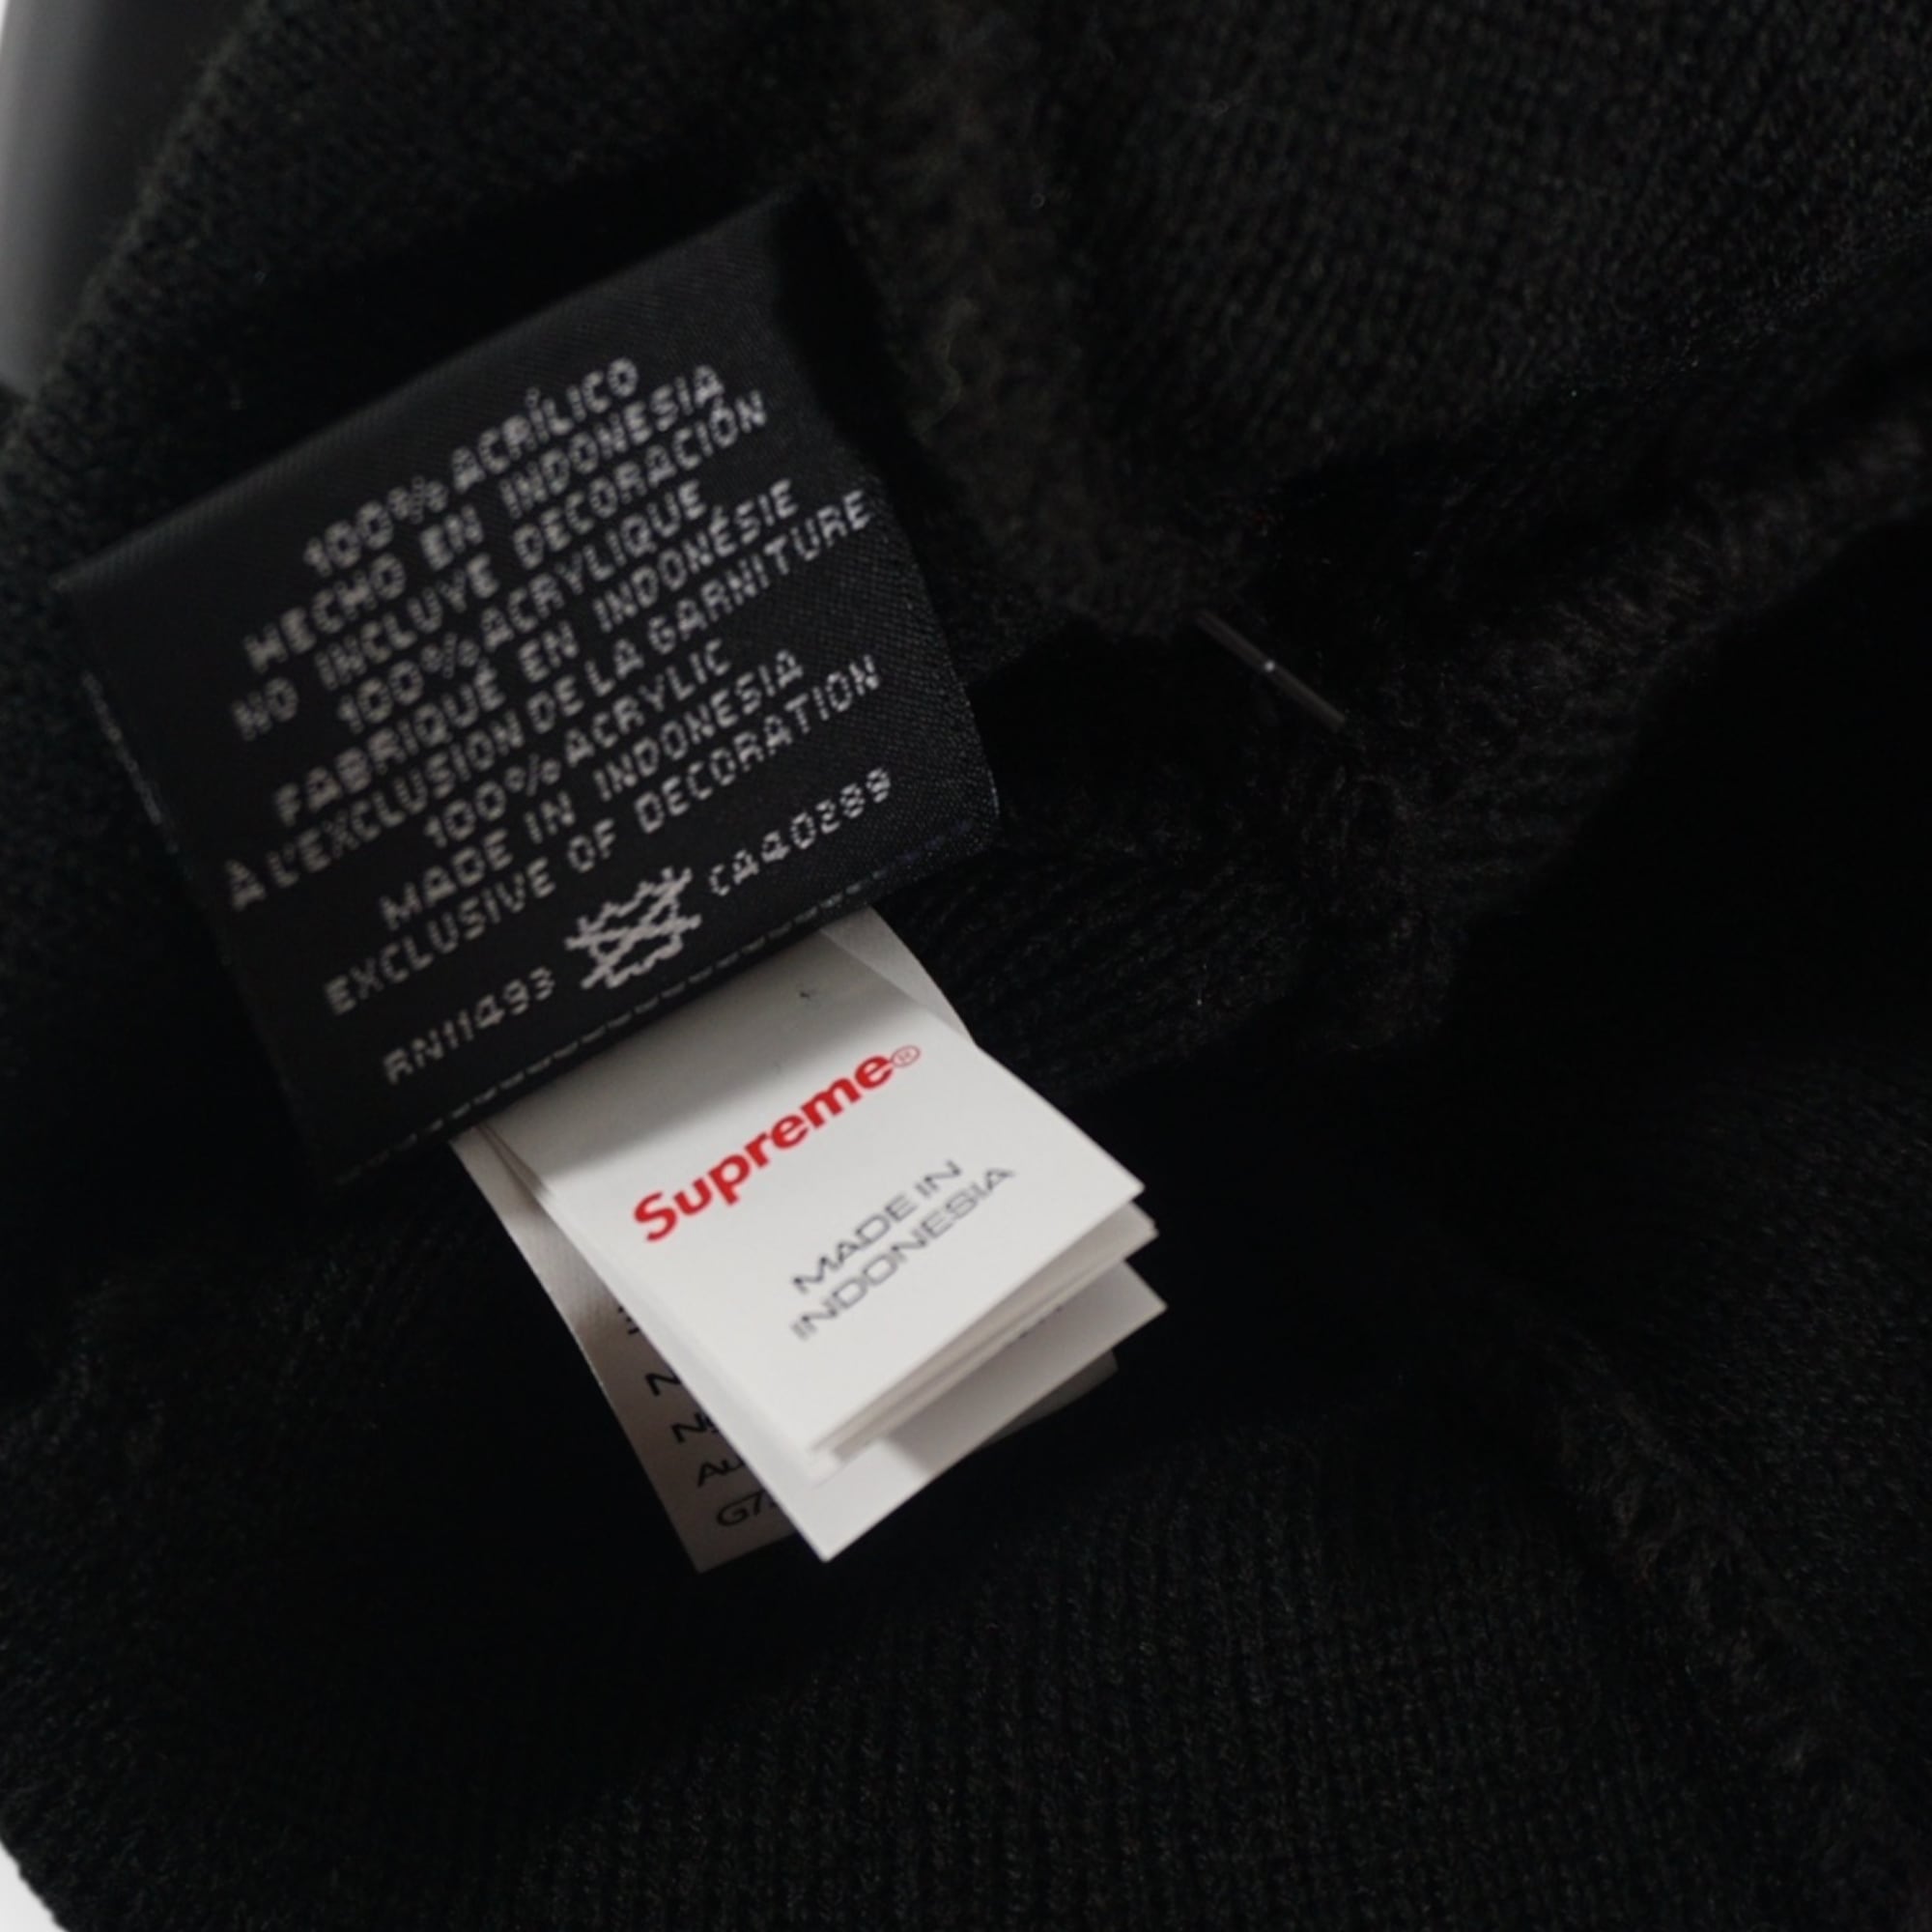 100% ACRÍLICO
HECHO EN INDONESIA
NO INCLUYE DECORACIÓN
100% ACRYLIQUE
FABRIQUÉ EN INDONÉSIE
À L'EXCLUSION DE LA GARNITURE
100% ACRYLIC
MADE IN INDONESIA
EXCLUSIVE OF DECORATION
RN11493 CA40289
Supreme®
MADE IN
INDONESIA